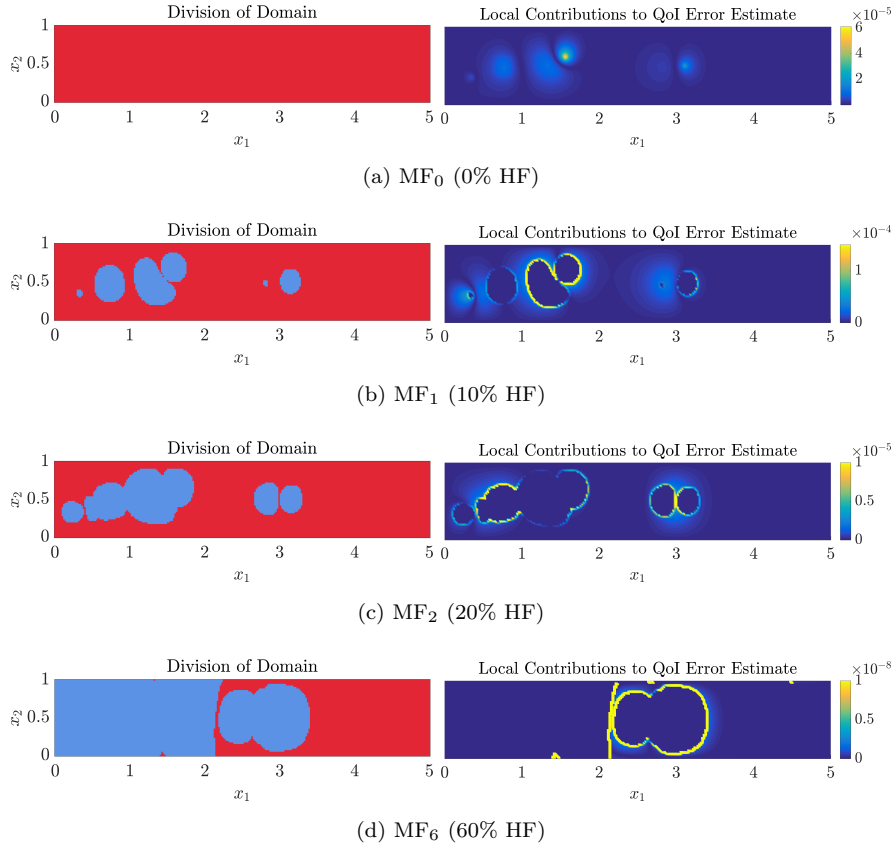 Division of Domain
Local Contributions to QoI Error Estimate
×10⁻⁵
1
0.5
0
x₂
0 1 2 3 4 5
x₁
0 1 2 3 4 5
x₁
6
4
2
(a) MF₀ (0% HF)
Division of Domain
Local Contributions to QoI Error Estimate
×10⁻⁴
1
0.5
0
x₂
0 1 2 3 4 5
x₁
0 1 2 3 4 5
x₁
1
0
(b) MF₁ (10% HF)
Division of Domain
Local Contributions to QoI Error Estimate
×10⁻⁵
1
0.5
0
x₂
0 1 2 3 4 5
x₁
0 1 2 3 4 5
x₁
1
0.5
0
(c) MF₂ (20% HF)
Division of Domain
Local Contributions to QoI Error Estimate
×10⁻⁸
1
0.5
0
x₂
0 1 2 3 4 5
x₁
0 1 2 3 4 5
x₁
1
0.5
0
(d) MF₆ (60% HF)